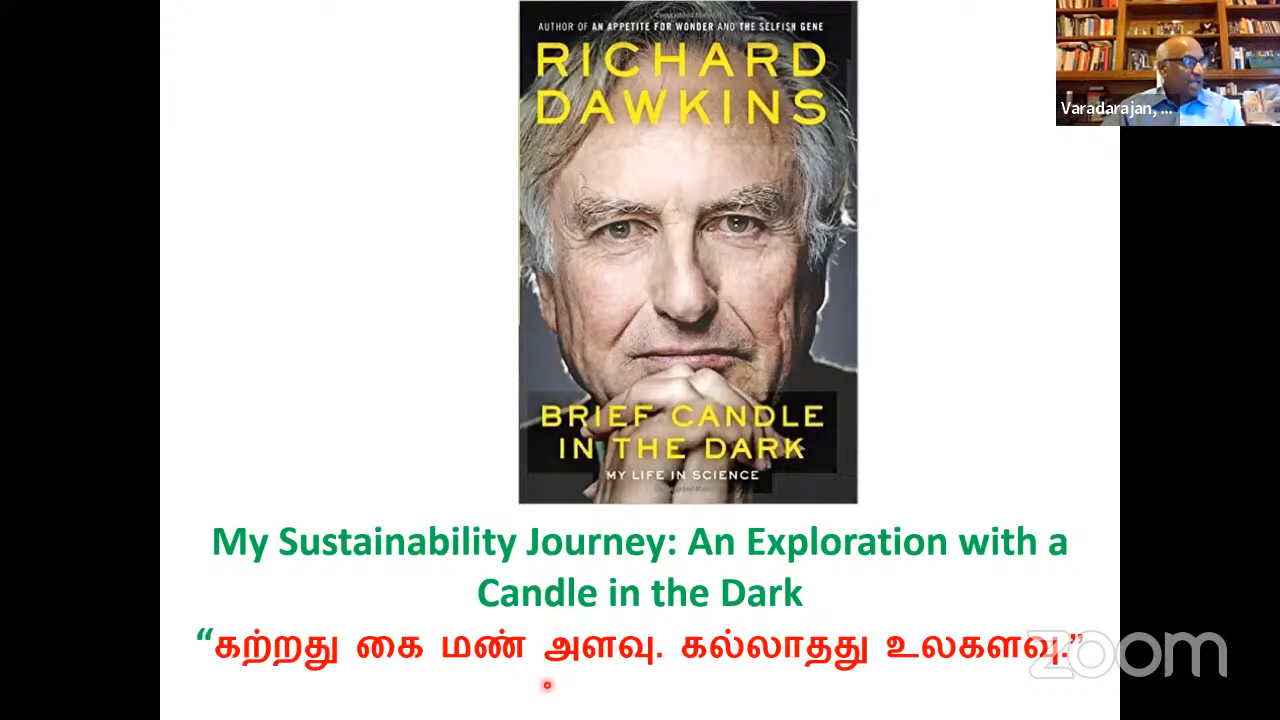 AUTHOR OF AN APPETITE FOR WONDER AND THE SELFISH GENE
RICHARD
DAWKINS
BRIEF CANDLE
IN THE DARK
MY LIFE IN SCIENCE
Varadarajan, ...
My Sustainability Journey: An Exploration with a
Candle in the Dark
“கற்றது கை மண் அளவு. கல்லாதது உலகளவு.”
zoom